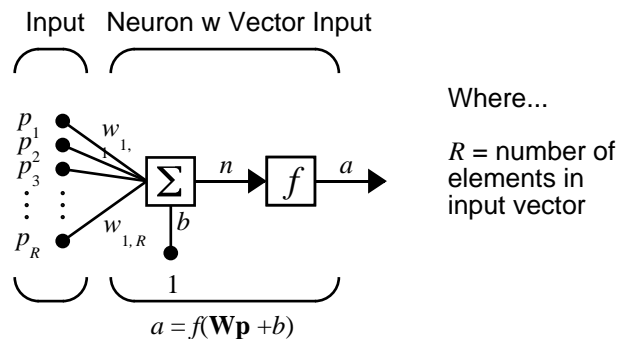 Input Neuron w Vector Input
Where...
R = number of
elements in
input vector
p1
p2
p3
pR
w1,1
w1, R
Σ
n
f
a
b
1
a = f(Wp +b)